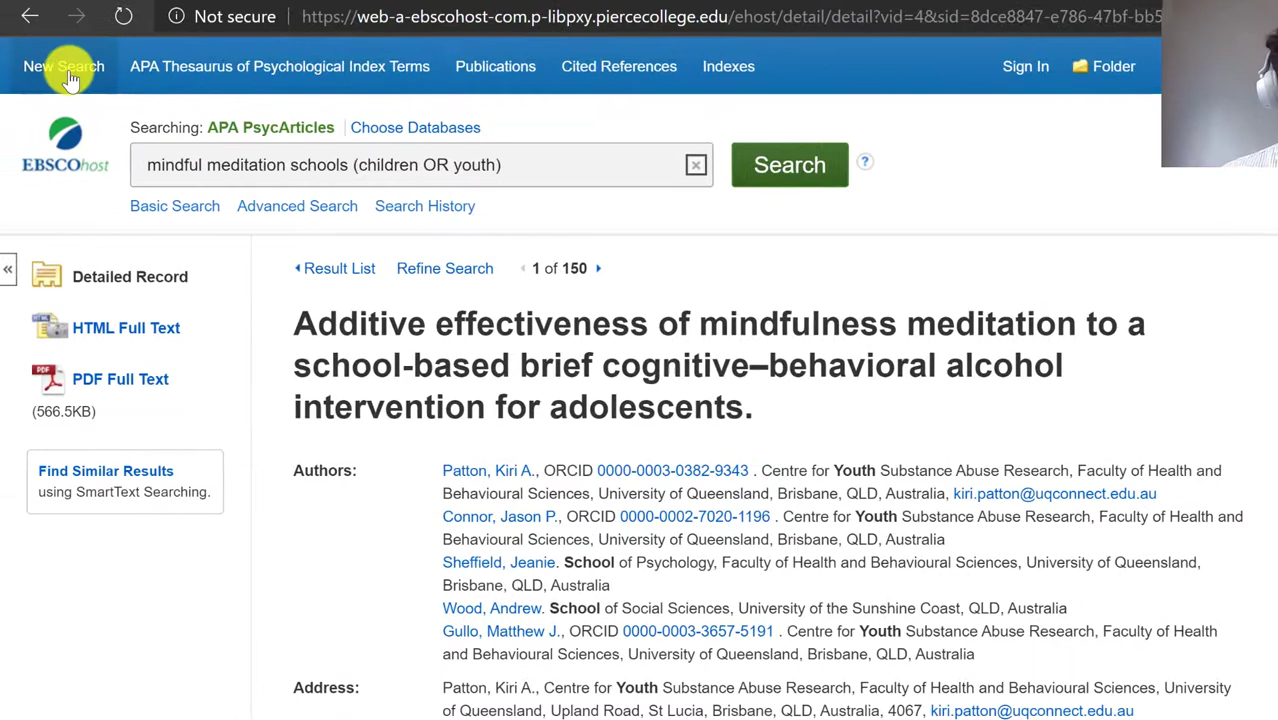 Not secure https://web-a-ebscohost-com.p-libpxy.piercecollege.edu/ehost/detail/detail?vid=4&sid=8dce8847-e786-47bf-bb5
New Search APA Thesaurus of Psychological Index Terms Publications Cited References Indexes Sign In Folder
Searching: APA PsycArticles Choose Databases
EBSCOhost
mindful meditation schools (children OR youth) Search ?
Basic Search Advanced Search Search History
« Detailed Record
HTML Full Text
PDF PDF Full Text
(566.5KB)
Find Similar Results
using SmartText Searching.
Result List Refine Search 1 of 150
Additive effectiveness of mindfulness meditation to a
school-based brief cognitive–behavioral alcohol
intervention for adolescents.
Authors: Patton, Kiri A., ORCID 0000-0003-0382-9343 . Centre for Youth Substance Abuse Research, Faculty of Health and
Behavioural Sciences, University of Queensland, Brisbane, QLD, Australia, kiri.patton@uqconnect.edu.au
Connor, Jason P., ORCID 0000-0002-7020-1196 . Centre for Youth Substance Abuse Research, Faculty of Health and
Behavioural Sciences, University of Queensland, Brisbane, QLD, Australia
Sheffield, Jeanie. School of Psychology, Faculty of Health and Behavioural Sciences, University of Queensland,
Brisbane, QLD, Australia
Wood, Andrew. School of Social Sciences, University of the Sunshine Coast, QLD, Australia
Gullo, Matthew J., ORCID 0000-0003-3657-5191 . Centre for Youth Substance Abuse Research, Faculty of Health
and Behavioural Sciences, University of Queensland, Brisbane, QLD, Australia
Address: Patton, Kiri A., Centre for Youth Substance Abuse Research, Faculty of Health and Behavioural Sciences, University
of Queensland, Upland Road, St Lucia, Brisbane, QLD, Australia, 4067, kiri.patton@uqconnect.edu.au